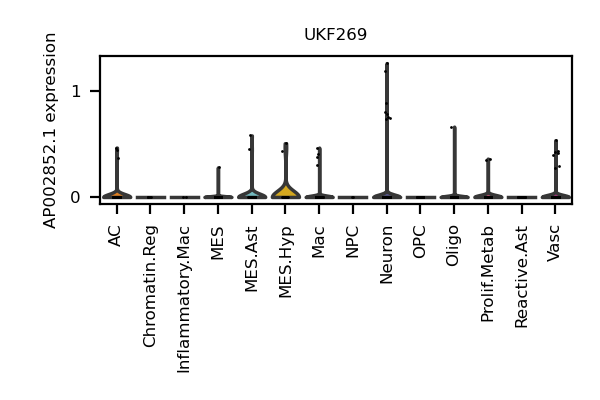 UKF269
AP002852.1 expression
1
0
AC
Chromatin.Reg
Inflammatory.Mac
MES
MES.Ast
MES.Hyp
Mac
NPC
Neuron
OPC
Oligo
Prolif.Metab
Reactive.Ast
Vasc